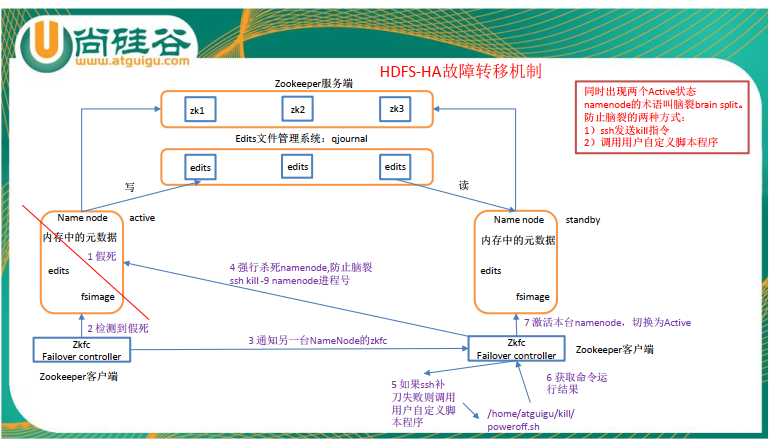 尚硅谷
www.atguigu.com
HDFS-HA故障转移机制
Zookeeper服务端
zk1
zk2
zk3
Edits文件管理系统：qjournal
edits
edits
edits
同时出现两个Active状态
namenode的术语叫脑裂brain split。
防止脑裂的两种方式：
1）ssh发送kill指令
2）调用用户自定义脚本程序
写
读
Name node
active
内存中的元数据
1 假死
edits
fsimage
Name node
standby
内存中的元数据
edits
fsimage
4 强行杀死namenode,防止脑裂
ssh kill -9 namenode进程号
2 检测到假死
7 激活本台namenode，切换为Active
Zkfc
Failover controller
3 通知另一台NameNode的zkfc
Zkfc
Failover controller
Zookeeper客户端
Zookeeper客户端
5 如果ssh补
刀失败则调用
用户自定义脚
本程序
6 获取命令运
行结果
/home/atguigu/kill/
poweroff.sh